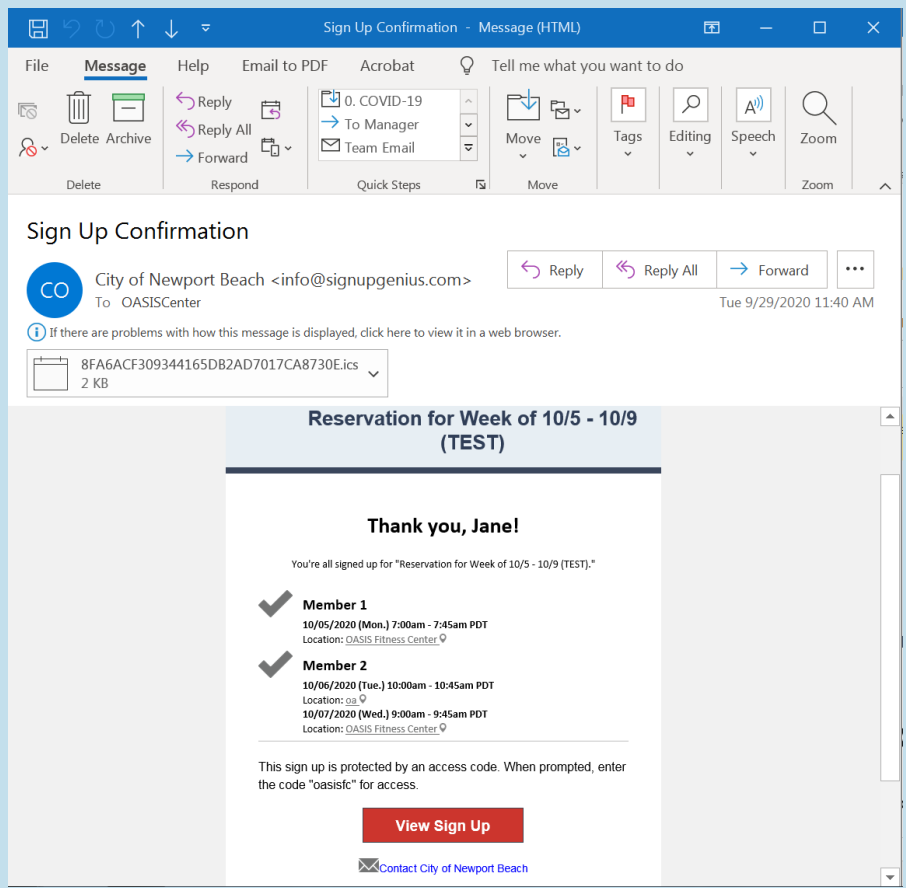 Sign Up Confirmation - Message (HTML)
File Message Help Email to PDF Acrobat Tell me what you want to do
Delete
Archive
Delete
Reply
Reply All
Forward
Respond
0. COVID-19
To Manager
Team Email
Quick Steps
Move
Move
Tags
Editing
A))
Speech
Zoom
Zoom
Sign Up Confirmation
CO
City of Newport Beach <info@signupgenius.com>
To OASISCenter
Reply Reply All Forward ...
Tue 9/29/2020 11:40 AM
If there are problems with how this message is displayed, click here to view it in a web browser.
8FA6ACF309344165DB2AD7017CA8730E.ics
2 KB
Reservation for Week of 10/5 - 10/9
(TEST)
Thank you, Jane!
You're all signed up for "Reservation for Week of 10/5 - 10/9 (TEST)."
Member 1
10/05/2020 (Mon.) 7:00am - 7:45am PDT
Location: OASIS Fitness Center
Member 2
10/06/2020 (Tue.) 10:00am - 10:45am PDT
Location: oa
10/07/2020 (Wed.) 9:00am - 9:45am PDT
Location: OASIS Fitness Center
This sign up is protected by an access code. When prompted, enter
the code "oasisfc" for access.
View Sign Up
Contact City of Newport Beach